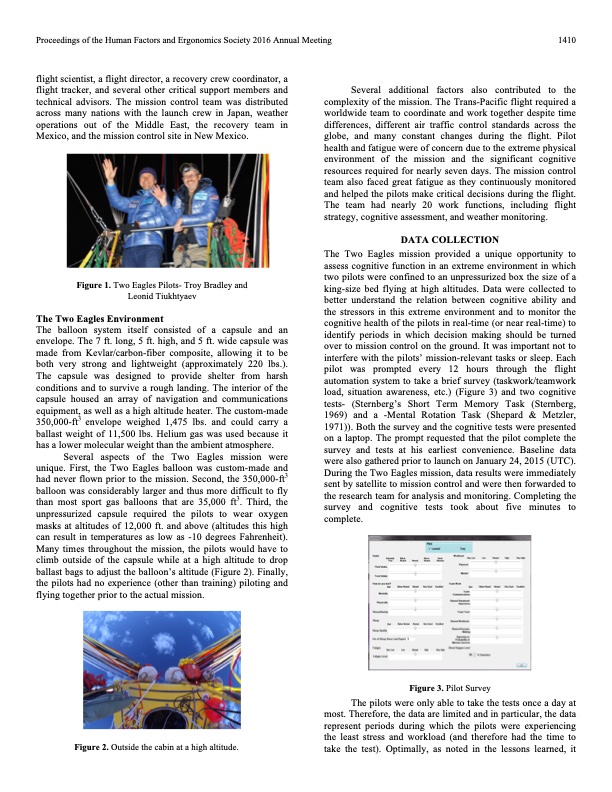 Proceedings of the Human Factors and Ergonomics Society 2016 Annual Meeting
1410
flight scientist, a flight director, a recovery crew coordinator, a
flight tracker, and several other critical support members and
technical advisors. The mission control team was distributed
across many nations with the launch crew in Japan, weather
operations out of the Middle East, the recovery team in
Mexico, and the mission control site in New Mexico.
Figure 1. Two Eagles Pilots- Troy Bradley and
Leonid Tiukhtyaev
The Two Eagles Environment
The balloon system itself consisted of a capsule and an
envelope. The 7 ft. long, 5 ft. high, and 5 ft. wide capsule was
made from Kevlar/carbon-fiber composite, allowing it to be
both very strong and lightweight (approximately 220 lbs.).
The capsule was designed to provide shelter from harsh
conditions and to survive a rough landing. The interior of the
capsule housed an array of navigation and communications
equipment, as well as a high altitude heater. The custom-made
350,000-ft³ envelope weighed 1,475 lbs. and could carry a
ballast weight of 11,500 lbs. Helium gas was used because it
has a lower molecular weight than the ambient atmosphere.
Several aspects of the Two Eagles mission were
unique. First, the Two Eagles balloon was custom-made and
had never flown prior to the mission. Second, the 350,000-ft³
balloon was considerably larger and thus more difficult to fly
than most sport gas balloons that are 35,000 ft³. Third, the
unpressurized capsule required the pilots to wear oxygen
masks at altitudes of 12,000 ft. and above (altitudes this high
can result in temperatures as low as -10 degrees Fahrenheit).
Many times throughout the mission, the pilots would have to
climb outside of the capsule while at a high altitude to drop
ballast bags to adjust the balloon's altitude (Figure 2). Finally,
the pilots had no experience (other than training) piloting and
flying together prior to the actual mission.
Figure 2. Outside the cabin at a high altitude.
Several additional factors also contributed to the
complexity of the mission. The Trans-Pacific flight required a
worldwide team to coordinate and work together despite time
differences, different air traffic control standards across the
globe, and many constant changes during the flight. Pilot
health and fatigue were of concern due to the extreme physical
environment of the mission and the significant cognitive
resources required for nearly seven days. The mission control
team also faced great fatigue as they continuously monitored
and helped the pilots make critical decisions during the flight.
The team had nearly 20 work functions, including flight
strategy, cognitive assessment, and weather monitoring.
DATA COLLECTION
The Two Eagles mission provided a unique opportunity to
assess cognitive function in an extreme environment in which
two pilots were confined to an unpressurized box the size of a
king-size bed flying at high altitudes. Data were collected to
better understand the relation between cognitive ability and
the stressors in this extreme environment and to monitor the
cognitive health of the pilots in real-time (or near real-time) to
identify periods in which decision making should be turned
over to mission control on the ground. It was important not to
interfere with the pilots' mission-relevant tasks or sleep. Each
pilot was prompted every 12 hours through the flight
automation system to take a brief survey (taskwork/teamwork
load, situation awareness, etc.) (Figure 3) and two cognitive
tests- (Sternberg's Short Term Memory Task (Sternberg,
1969) and a -Mental Rotation Task (Shepard & Metzler,
1971)). Both the survey and the cognitive tests were presented
on a laptop. The prompt requested that the pilot complete the
survey and tests at his earliest convenience. Baseline data
were also gathered prior to launch on January 24, 2015 (UTC).
During the Two Eagles mission, data results were immediately
sent by satellite to mission control and were then forwarded to
the research team for analysis and monitoring. Completing the
survey and cognitive tests took about five minutes to
complete.
Figure 3. Pilot Survey
The pilots were only able to take the tests once a day at
most. Therefore, the data are limited and in particular, the data
represent periods during which the pilots were experiencing
the least stress and workload (and therefore had the time to
take the test). Optimally, as noted in the lessons learned, it